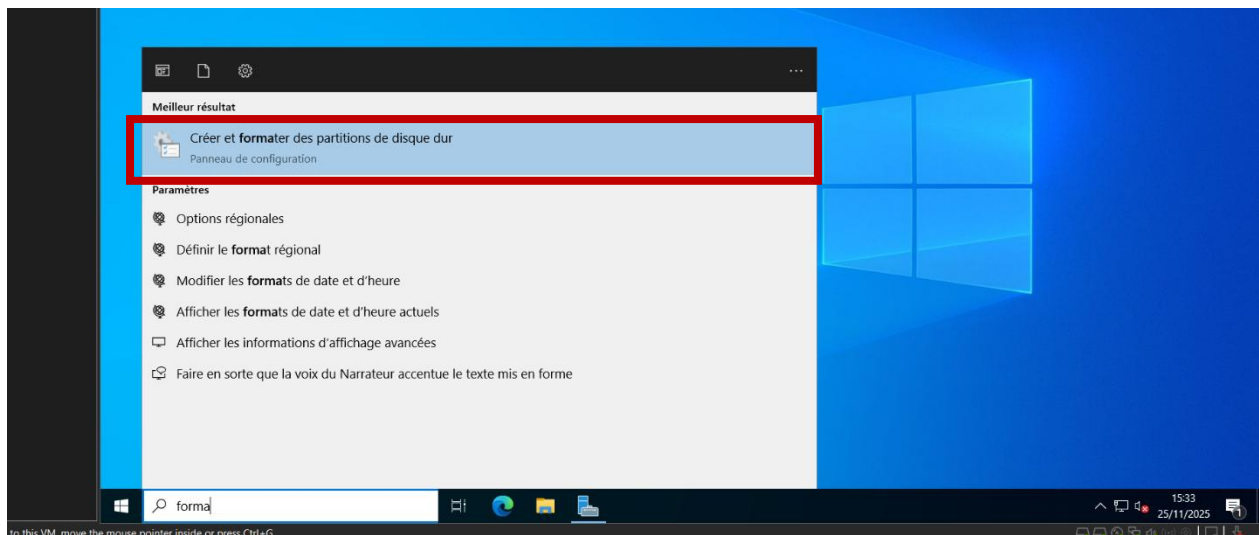 ...
Meilleur résultat
Créer et formater des partitions de disque dur
Panneau de configuration
Paramètres
Options régionales
Définir le format régional
Modifier les formats de date et d'heure
Afficher les formats de date et d'heure actuels
Afficher les informations d'affichage avancées
Faire en sorte que la voix du Narrateur accentue le texte mis en forme
forma
15:33
25/11/2025
1
to this VM, move the mouse pointer inside or press Ctrl+G.